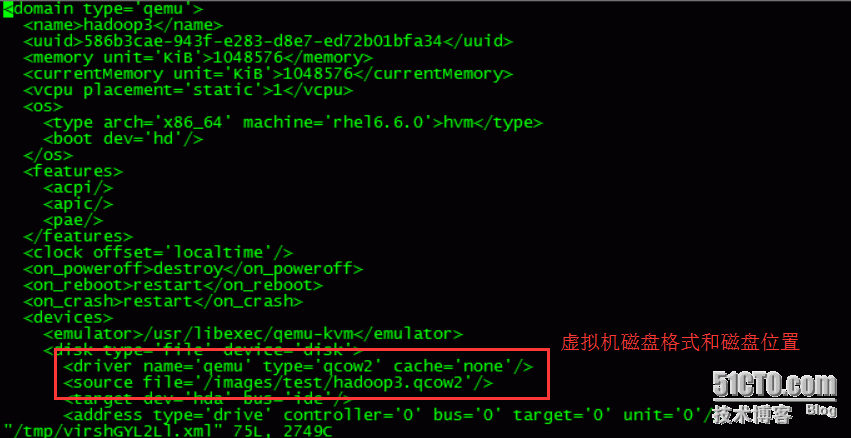 <domain type='qemu'>
<name>hadoop3</name>
<uuid>586b3cae-943f-e283-d8e7-ed72b01bfa34</uuid>
<memory unit='KiB'>1048576</memory>
<currentMemory unit='KiB'>1048576</currentMemory>
<vcpu placement='static'>1</vcpu>
<os>
<type arch='x86_64' machine='rhel6.6.0'>hvm</type>
<boot dev='hd'/>
</os>
<features>
<acpi/>
<apic/>
<pae/>
</features>
<clock offset='localtime'/>
<on_poweroff>destroy</on_poweroff>
<on_reboot>restart</on_reboot>
<on_crash>restart</on_crash>
<devices>
<emulator>/usr/libexec/qemu-kvm</emulator>
虚拟机磁盘格式和磁盘位置
<disk type='file' device='disk'>
<driver name='qemu' type='qcow2' cache='none'/>
<source file='/images/test/hadoop3.qcow2'/>
<target dev='hda' bus='ide'/>
<address type='drive' controller='0' bus='0' target='0' unit='0'/>
"/tmp/virshGYL2Ll.xml" 75L, 2749C
51CTO.com
技术博客 Blog